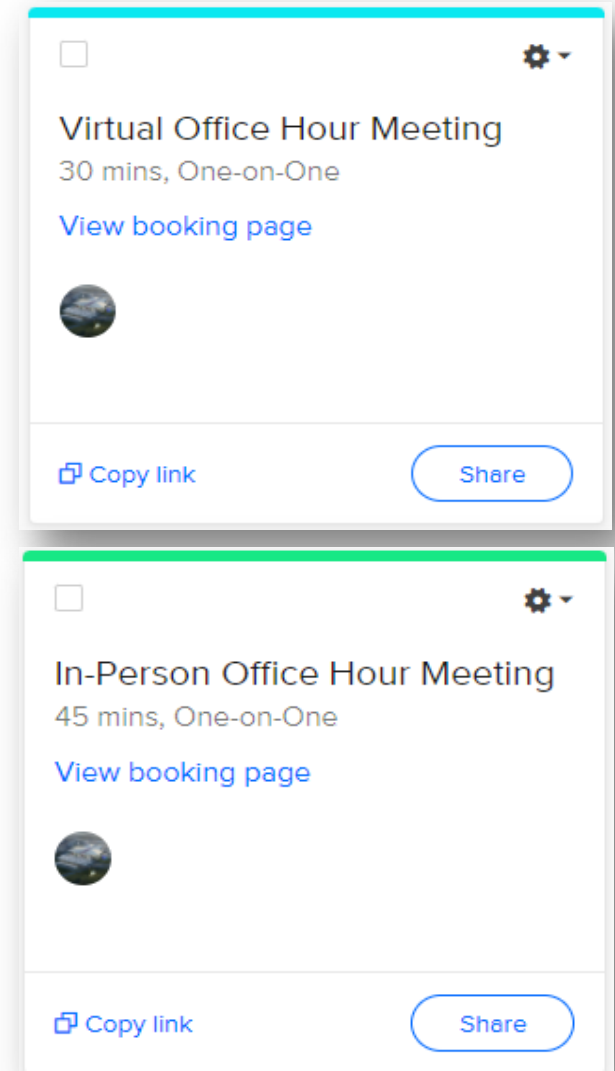 Virtual Office Hour Meeting
30 mins, One-on-One
View booking page
Copy link
Share
In-Person Office Hour Meeting
45 mins, One-on-One
View booking page
Copy link
Share